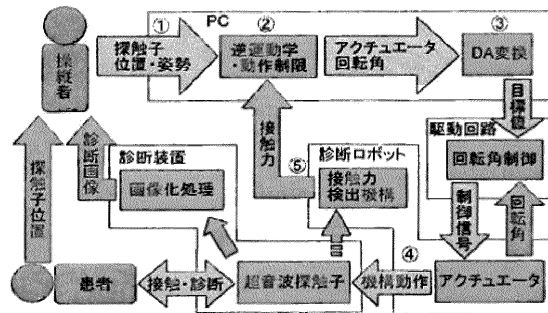 PC
①
②
③
操縦者
探触子
位置・姿勢
逆運動学
・動作制限
アクチュエータ
回転角
DA変換
目標値
駆動回路
回転角制御
探触子位置
診断画像
診断装置
画像化処理
接触力
⑤
診断ロボット
接触力
検出機構
制御信号
回転角
④
患者
接触・診断
超音波探触子
機構動作
アクチュエータ